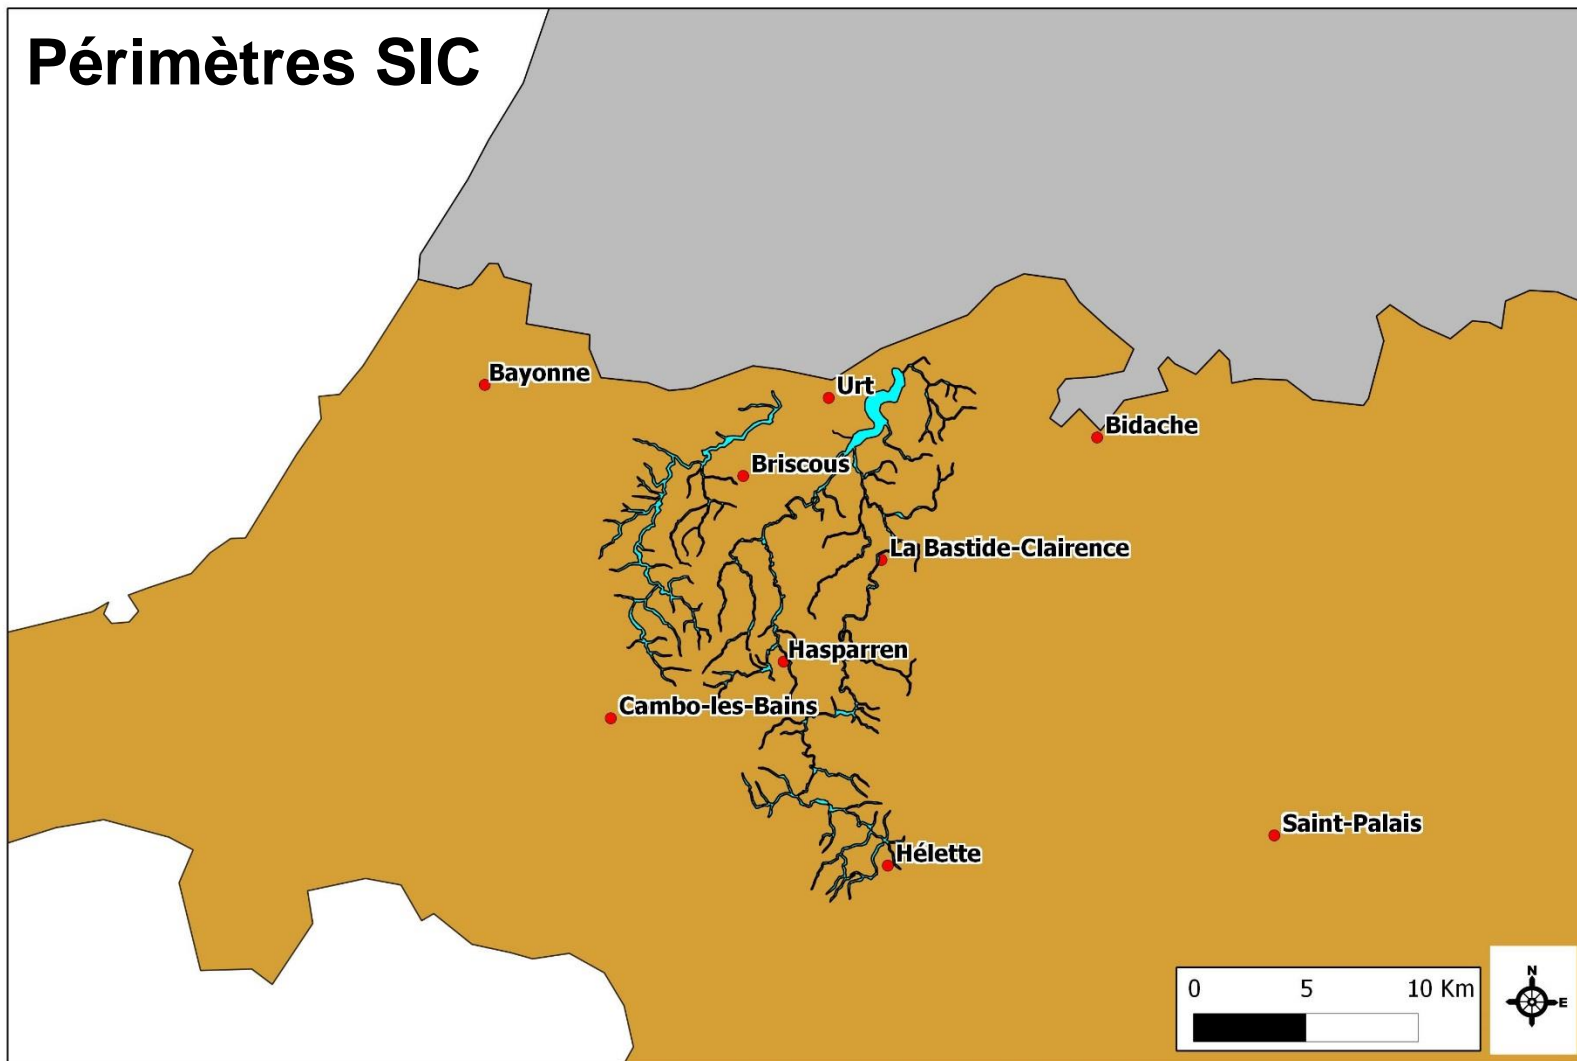 Périmètres SIC
Bayonne
Urt
Bidache
Briscous
La Bastide-Clairence
Hasparren
Cambo-les-Bains
Saint-Palais
Hélette
0 5 10 Km
N
E